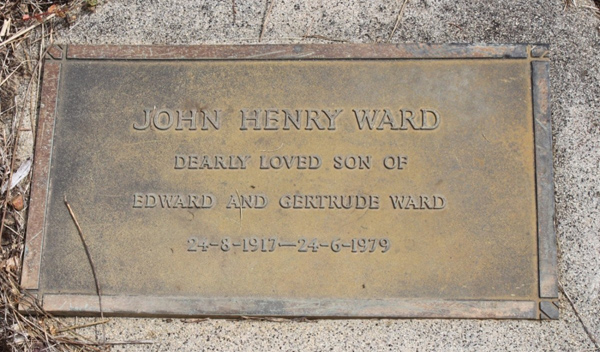 JOHN HENRY WARD
DEARLY LOVED SON OF
EDWARD AND GERTRUDE WARD
24-8-1917—24-6-1979